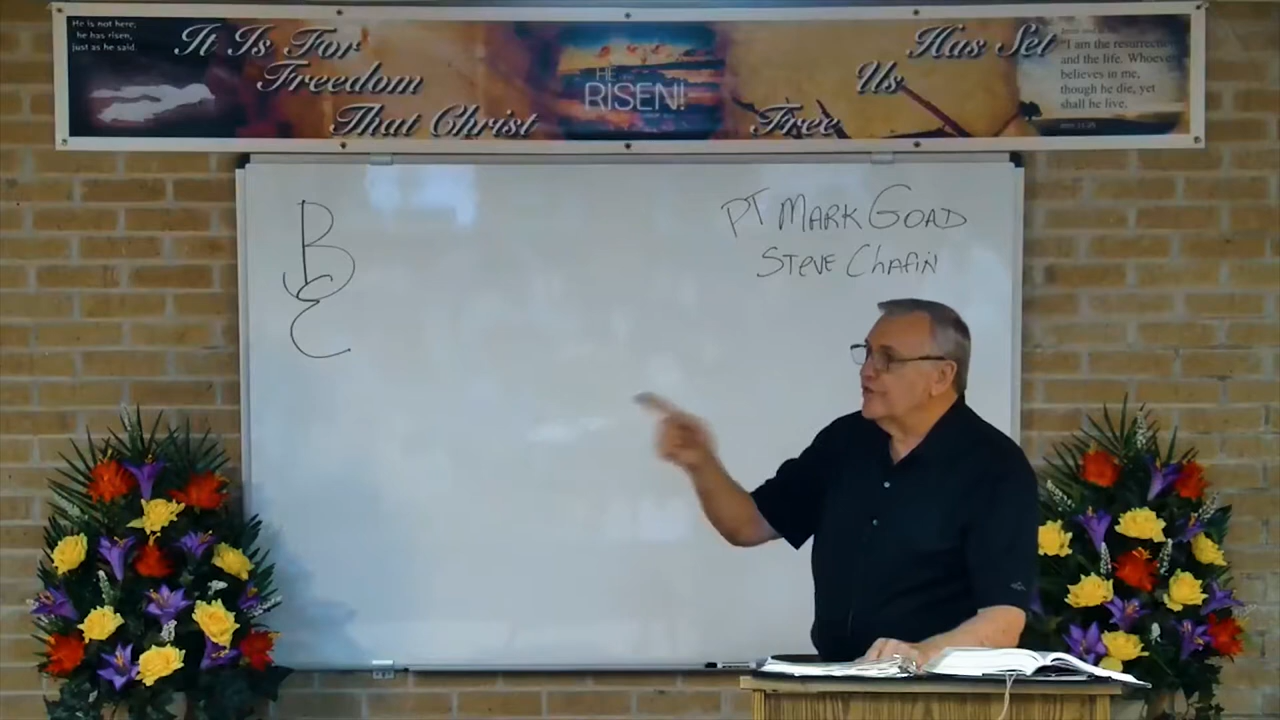 He is not here,
he has risen,
just as he said.
It Is For
Freedom
That Christ
HE
RISEN!
Has Set
Us
Free
"I am the resurrection
and the life. Whoever
believes in me,
though he die, yet
shall he live.
PT MARK GOAD
STEVE CHAFIN
B
E